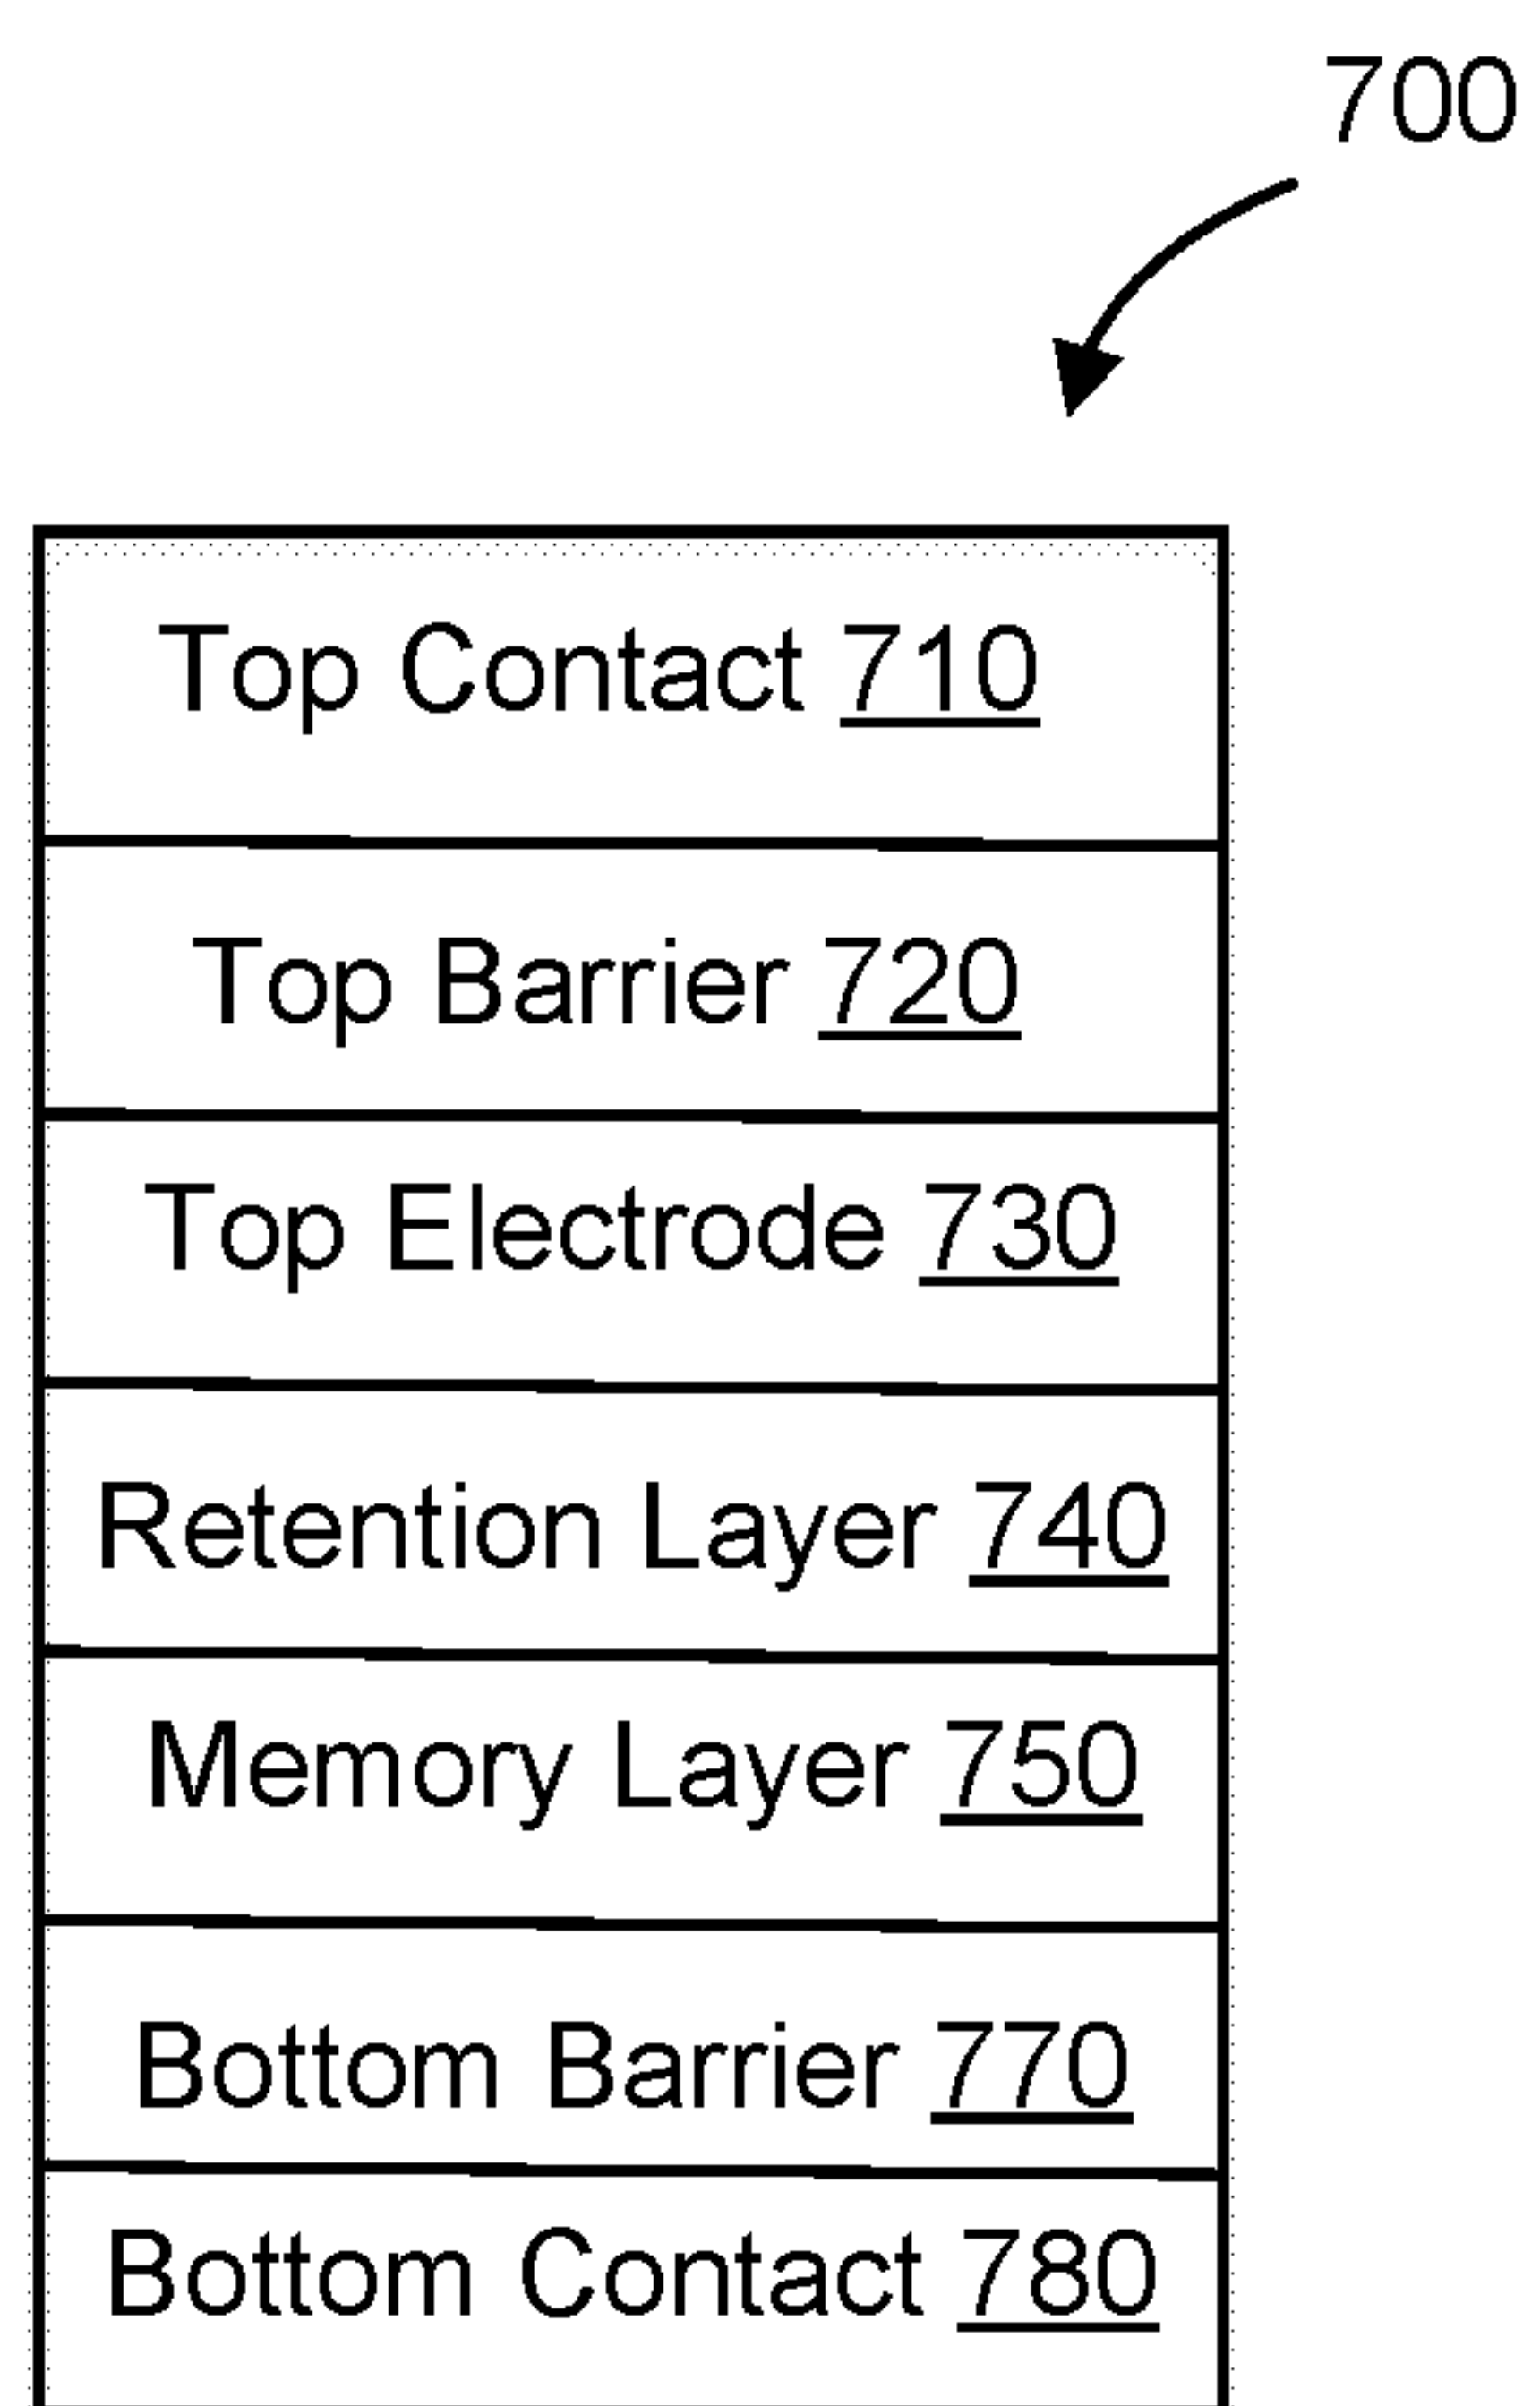 700
Top Contact 710
Top Barrier 720
Top Electrode 730
Retention Layer 740
Memory Layer 750
Bottom Barrier 770
Bottom Contact 780